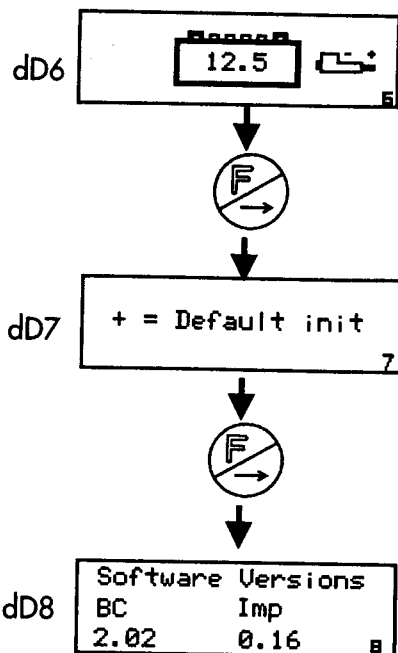 dD6
12.5
- +
6
F
→
dD7
+ = Default init
7
F
→
dD8
Software Versions
BC Imp
2.02 0.16
8